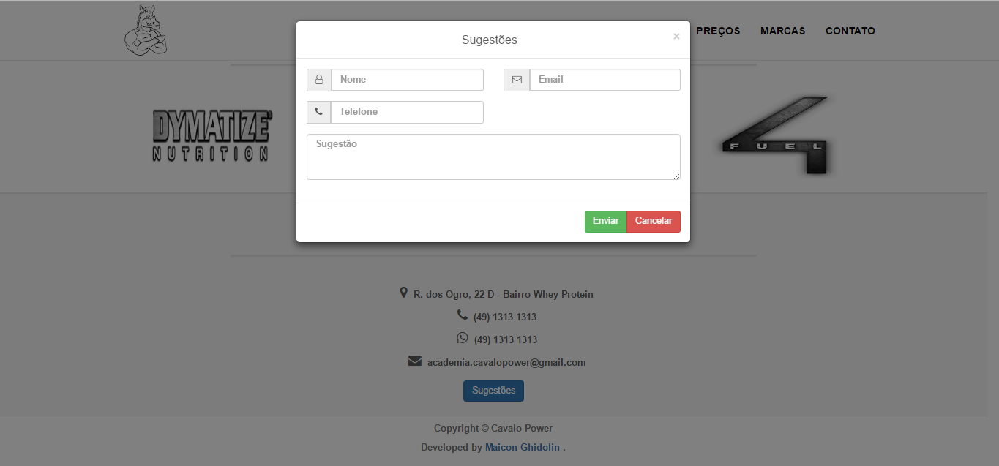 PREÇOS MARCAS CONTATO
Sugestões ×
Nome Email
Telefone
Sugestão
Enviar Cancelar
DYMATIZE®
NUTRITION
FUEL
R. dos Ogro, 22 D - Bairro Whey Protein
(49) 1313 1313
(49) 1313 1313
academia.cavalopower@gmail.com
Sugestões
Copyright © Cavalo Power
Developed by Maicon Ghidolin .